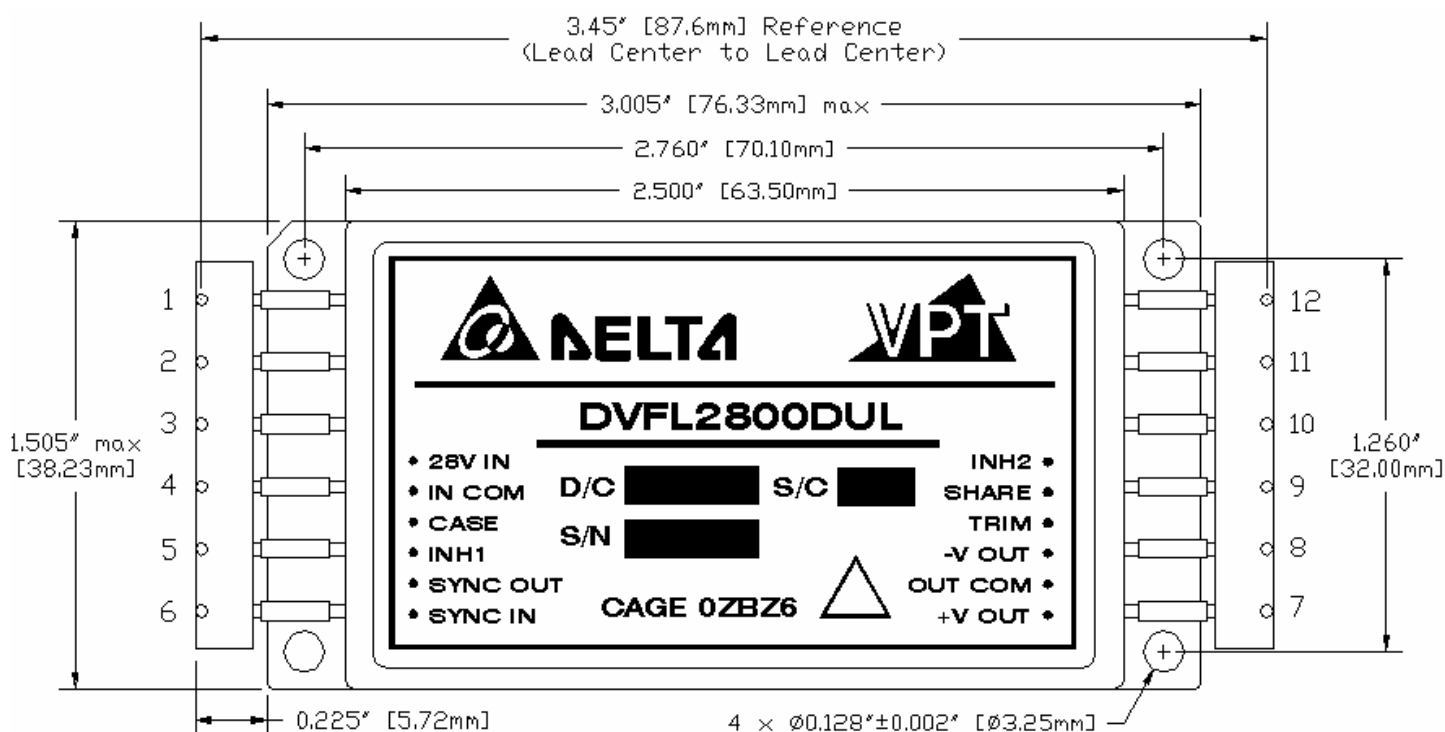 3.45" [87.6mm] Reference
(Lead Center to Lead Center)
3.005" [76.33mm] max
2.760" [70.10mm]
2.500" [63.50mm]
1
2
3
4
5
6
1.505" max
[38.23mm]
DELTA
VPT
DVFL2800DUL
• 28V IN
• IN COM
• CASE
• INH1
• SYNC OUT
• SYNC IN
D/C
S/C
S/N
CAGE 0ZBZ6
INH2 •
SHARE •
TRIM •
-V OUT •
OUT COM •
+V OUT •
12
11
10
9
8
7
1.260"
[32.00mm]
0.225" [5.72mm]
4 x Ø0.128"±0.002" [Ø3.25mm]